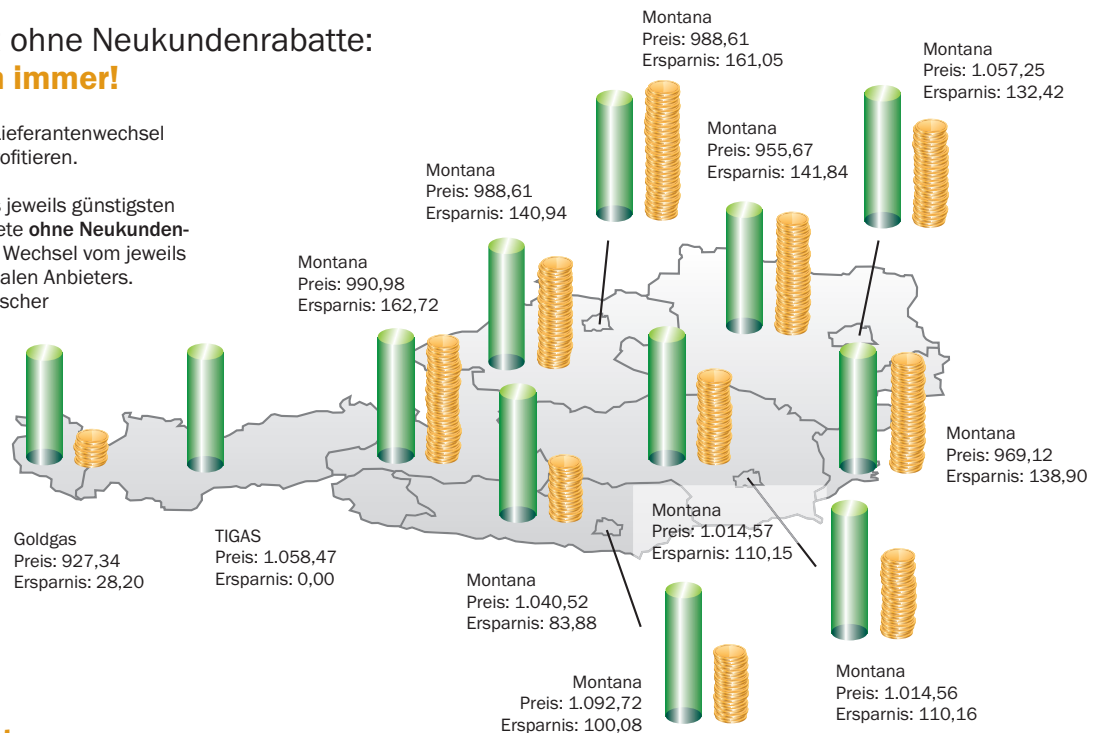 ohne Neukundenrabatte:
immer!
Lieferantenwechsel
jeweils günstigsten
ohne Neukunden-
Wechsel vom jeweils
Anbieters.
Montana
Preis: 988,61
Ersparnis: 161,05
Montana
Preis: 1.057,25
Ersparnis: 132,42
Montana
Preis: 955,67
Ersparnis: 141,84
Montana
Preis: 988,61
Ersparnis: 140,94
Montana
Preis: 990,98
Ersparnis: 162,72
Montana
Preis: 969,12
Ersparnis: 138,90
Goldgas
Preis: 927,34
Ersparnis: 28,20
TIGAS
Preis: 1.058,47
Ersparnis: 0,00
Montana
Preis: 1.014,57
Ersparnis: 110,15
Montana
Preis: 1.040,52
Ersparnis: 83,88
Montana
Preis: 1.092,72
Ersparnis: 100,08
Montana
Preis: 1.014,56
Ersparnis: 110,16